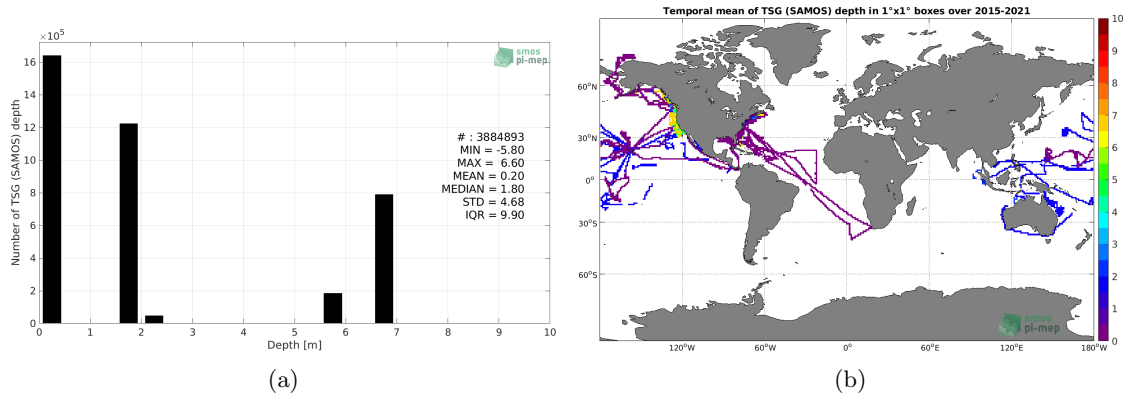 ×10⁵
16
14
12
10
8
6
4
2
0
Number of TSG (SAMOS) depth
smos
pi-mep
# : 3884893
MIN = -5.80
MAX = 6.60
MEAN = 0.20
MEDIAN = 1.80
STD = 4.68
IQR = 9.90
0 1 2 3 4 5 6 7 8 9 10
Depth [m]
(a)
Temporal mean of TSG (SAMOS) depth in 1°x1° boxes over 2015-2021
60°N
30°N
0°
30°S
60°S
120°W 60°W 0° 60°E 120°E 180°W
smos
pi-mep
10
9
8
7
6
5
4
3
2
1
0
(b)